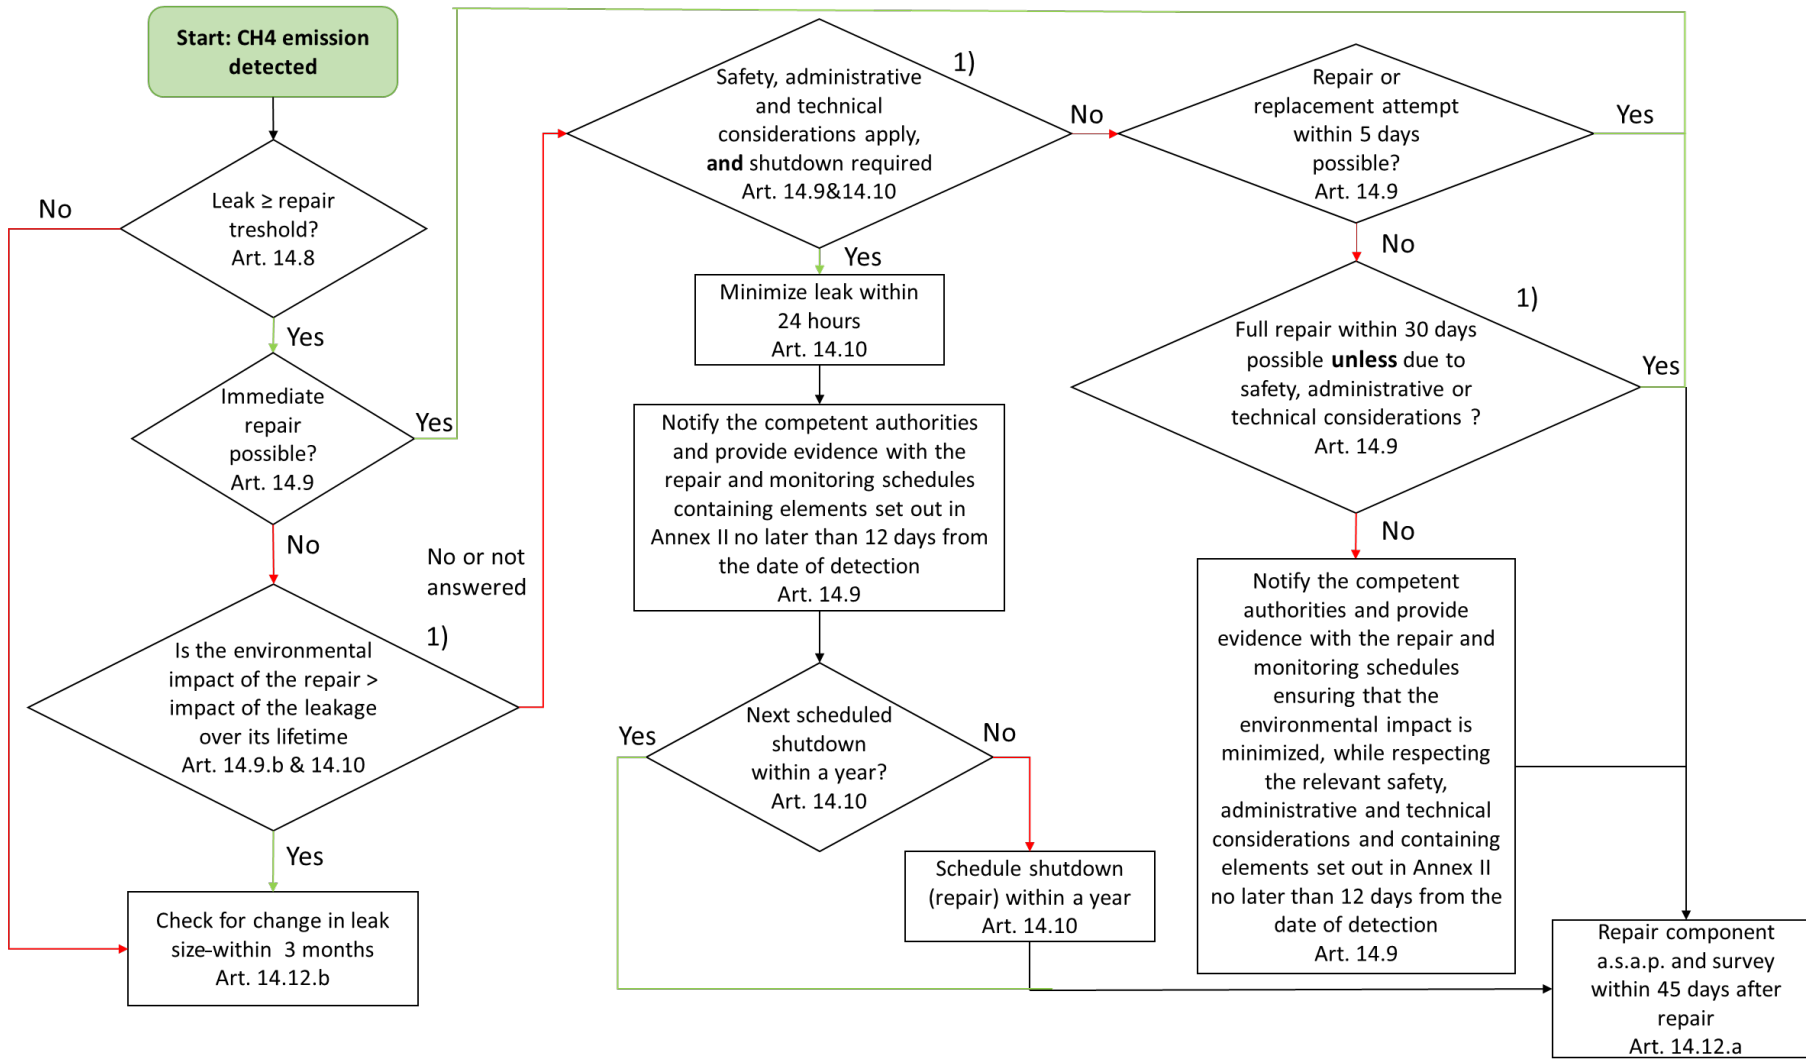 Start: CH4 emission
detected
No
Leak ≥ repair
treshold?
Art. 14.8
Yes
Immediate
repair
possible?
Art. 14.9
Yes
No
No or not
answered
1)
Is the environmental
impact of the repair >
impact of the leakage
over its lifetime
Art. 14.9.b & 14.10
Yes
Check for change in leak
size-within 3 months
Art. 14.12.b
1)
Safety, administrative
and technical
considerations apply,
and shutdown required
Art. 14.9&14.10
No
Yes
Minimize leak within
24 hours
Art. 14.10
Notify the competent authorities
and provide evidence with the
repair and monitoring schedules
containing elements set out in
Annex II no later than 12 days from
the date of detection
Art. 14.9
Yes
Next scheduled
shutdown
within a year?
Art. 14.10
No
Schedule shutdown
(repair) within a year
Art. 14.10
Repair or
replacement attempt
within 5 days
possible?
Art. 14.9
Yes
No
1)
Full repair within 30 days
possible unless due to
safety, administrative or
technical considerations ?
Art. 14.9
Yes
No
Notify the competent
authorities and provide
evidence with the repair and
monitoring schedules
ensuring that the
environmental impact is
minimized, while respecting
the relevant safety,
administrative and technical
considerations and containing
elements set out in Annex II
no later than 12 days from the
date of detection
Art. 14.9
Repair component
a.s.a.p. and survey
within 45 days after
repair
Art. 14.12.a